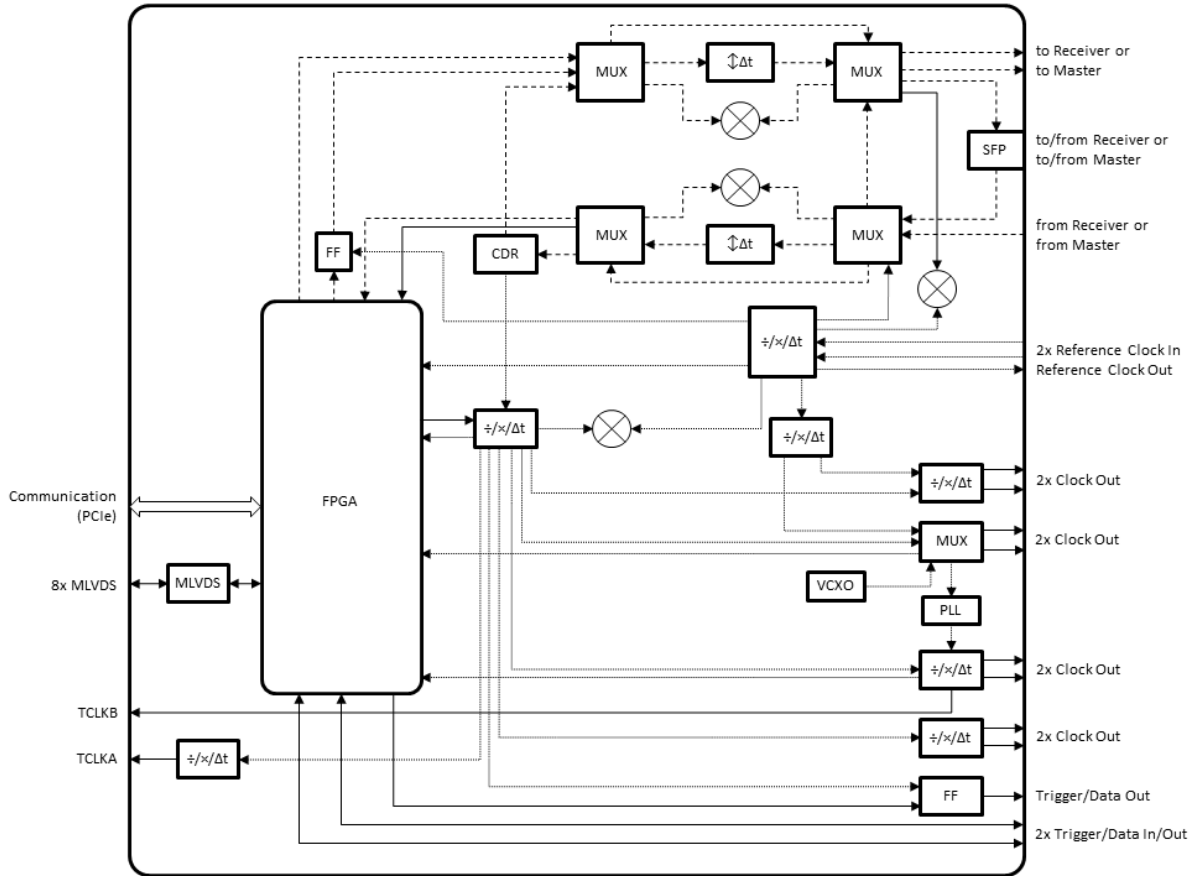 to Receiver or
to Master
MUX
↕Δt
MUX
SFP
to/from Receiver or
to/from Master
MUX
↕Δt
MUX
from Receiver or
from Master
FF
CDR
÷/×/Δt
2x Reference Clock In
Reference Clock Out
÷/×/Δt
÷/×/Δt
÷/×/Δt
2x Clock Out
Communication
(PCIe)
FPGA
MUX
2x Clock Out
8x MLVDS
MLVDS
VCXO
PLL
÷/×/Δt
2x Clock Out
TCLKB
÷/×/Δt
2x Clock Out
TCLKA
÷/×/Δt
FF
Trigger/Data Out
2x Trigger/Data In/Out